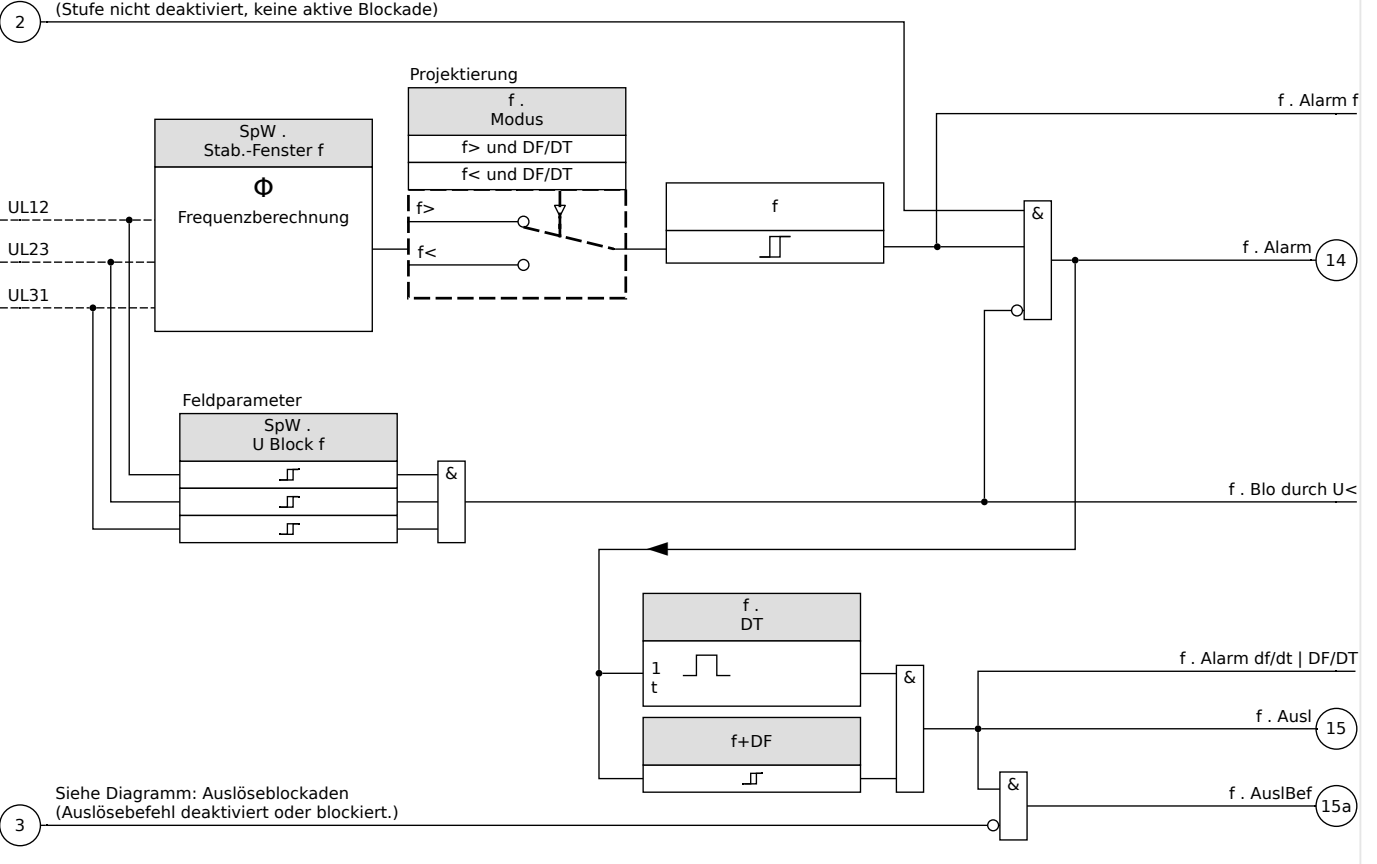 (Stufe nicht deaktiviert, keine aktive Blockade)
2
Projektierung
f .
Modus
f> und DF/DT
f< und DF/DT
f . Alarm f
SpW .
Stab.-Fenster f
Φ
Frequenzberechnung
UL12
UL23
UL31
f>
f<
f
&
f . Alarm
14
Feldparameter
SpW .
U Block f
&
f . Blo durch U<
f .
DT
1
t
f+DF
&
f . Alarm df/dt | DF/DT
f . Ausl
15
&
f . AuslBef
15a
Siehe Diagramm: Auslöseblockaden
(Auslösebefehl deaktiviert oder blockiert.)
3